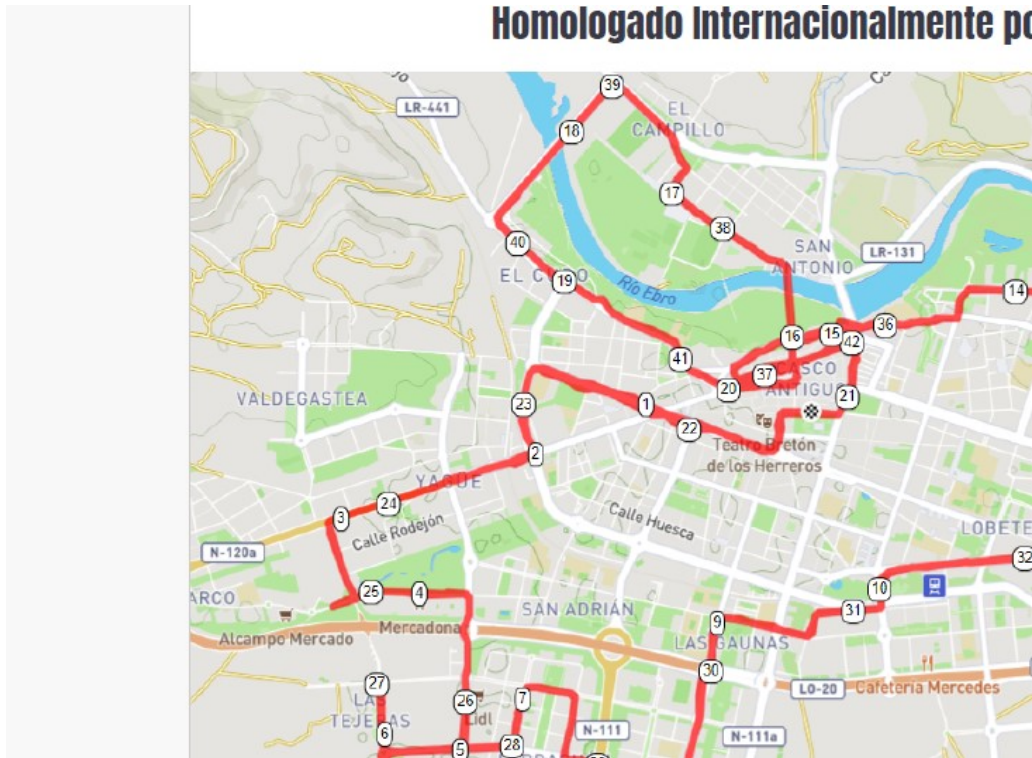 Homologado Internacionalmente po
LR-441
39
EL
CAMPILLO
18
17
38
40
SAN
ANTONIO
LR-131
EL C
19
Río Ebro
14
16
15
36
42
41
37
CASCO
ANTIGU
20
21
VALDEGASTEA
23
1
22
Teatro Bretón
de los Herreros
2
YAGÜE
24
3
Calle Rodejón
Calle Huesca
LOBETE
N-120a
32
ARCO
25
4
10
SAN ADRIÁN
31
9
Alcampo Mercado
Mercadona
LAS GAUNAS
30
27
LO-20
Cafetería Mercedes
LAS
TEJERAS
26
Lidl
7
6
N-111
N-111a
5
28